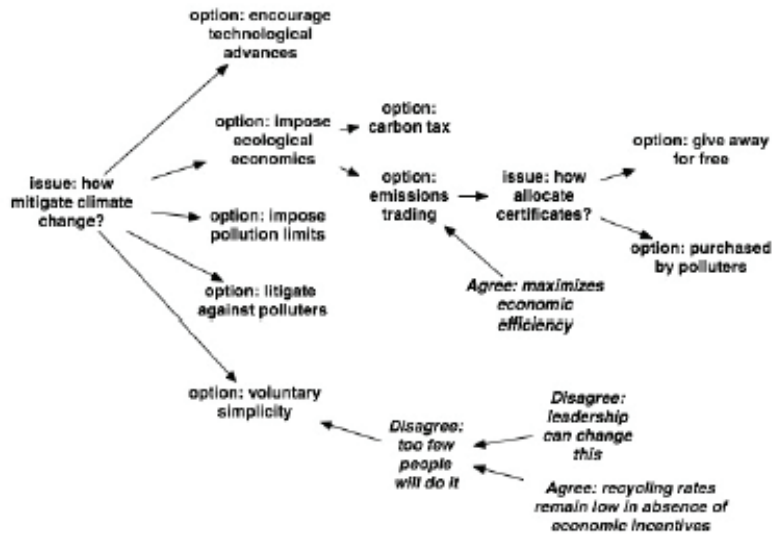 option: encourage
technological
advances
option: impose
ecological
economics
option:
carbon tax
option: give away
for free
issue: how
mitigate climate
change?
option:
emissions
trading
issue: how
allocate
certificates?
option: impose
pollution limits
option: purchased
by polluters
option: litigate
against polluters
Agree: maximizes
economic
efficiency
option: voluntary
simplicity
Disagree:
too few
people
will do it
Disagree:
leadership
can change
this
Agree: recycling rates
remain low in absence of
economic incentives